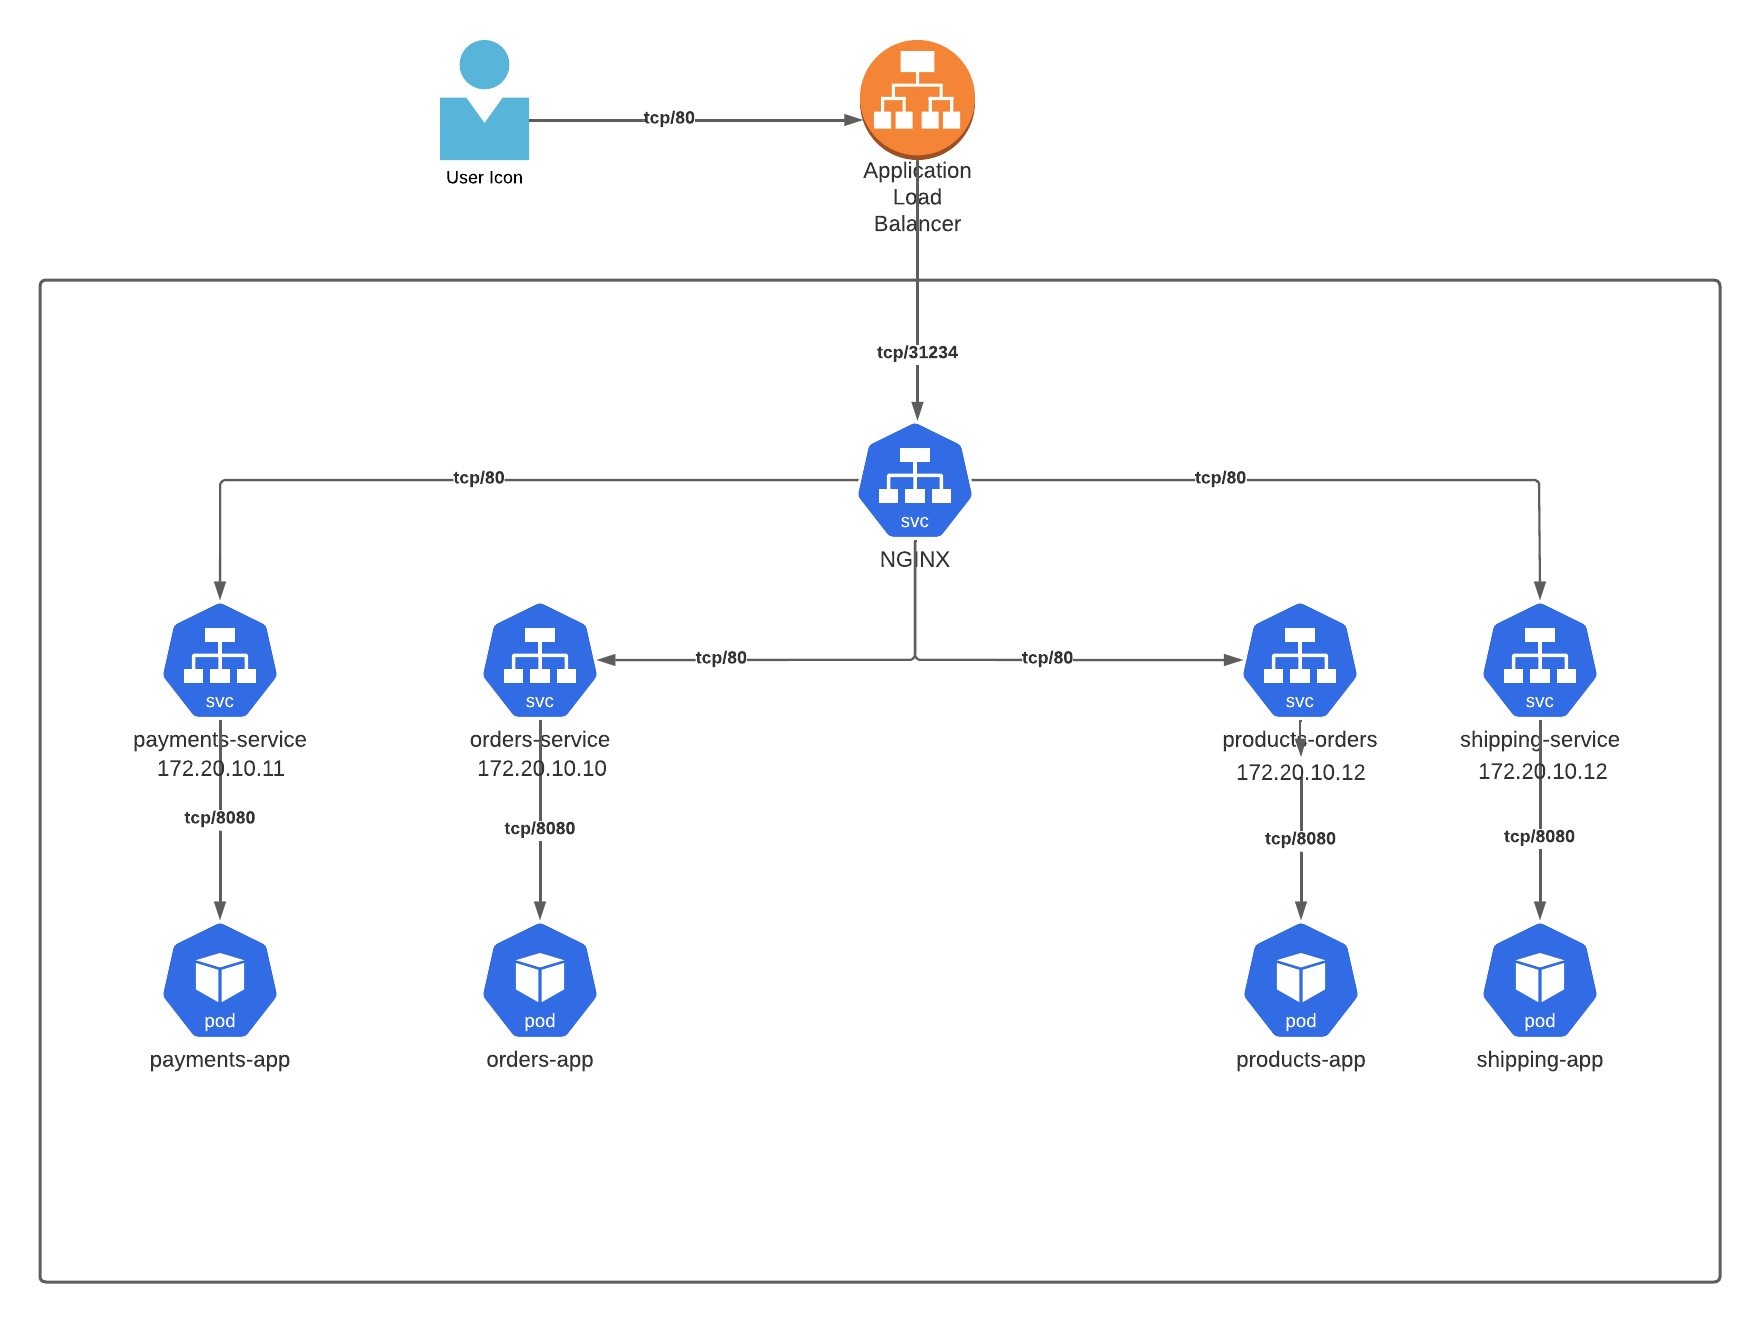 tcp/80
User Icon
Application
Load
Balancer
tcp/31234
tcp/80
tcp/80
svc
NGINX
tcp/80
tcp/80
svc
svc
svc
svc
payments-service
172.20.10.11
orders-service
172.20.10.10
products-orders
172.20.10.12
shipping-service
172.20.10.12
tcp/8080
tcp/8080
tcp/8080
tcp/8080
pod
pod
pod
pod
payments-app
orders-app
products-app
shipping-app